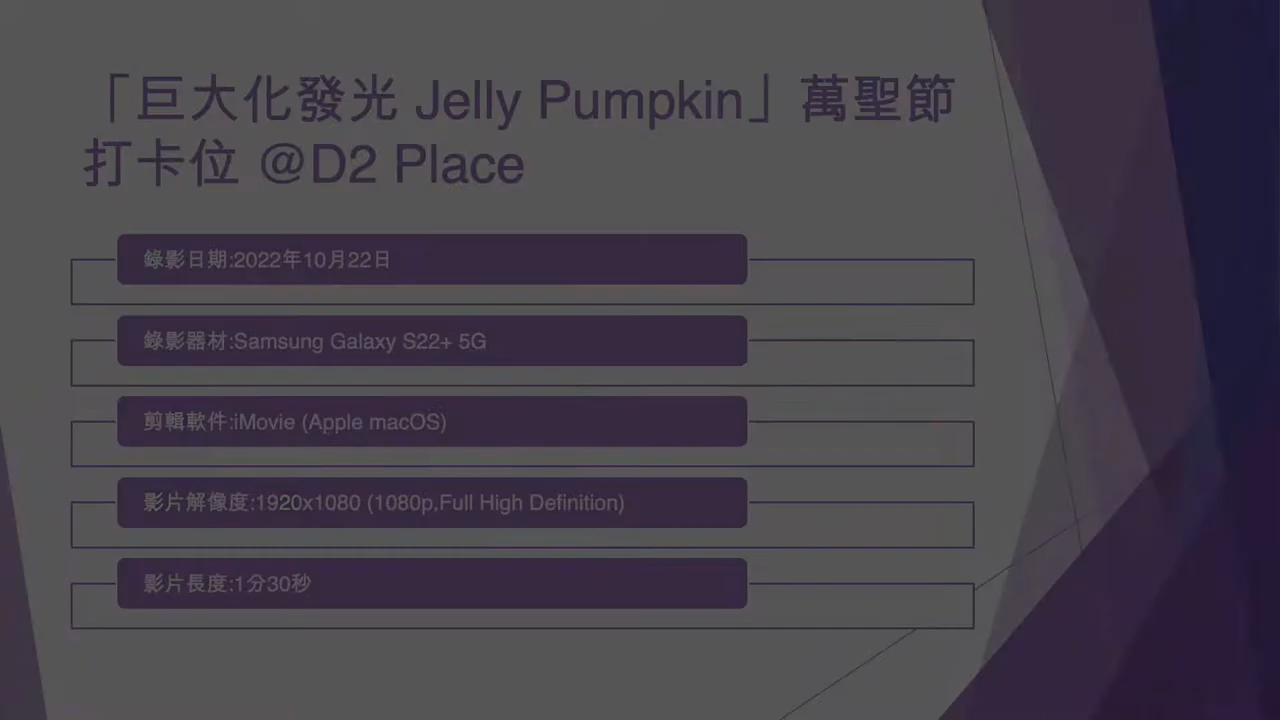 「巨大化發光 Jelly Pumpkin」萬聖節
打卡位 @D2 Place
錄影日期:2022年10月22日
錄影器材:Samsung Galaxy S22+ 5G
剪輯軟件:iMovie (Apple macOS)
影片解像度:1920x1080 (1080p,Full High Definition)
影片長度:1分30秒